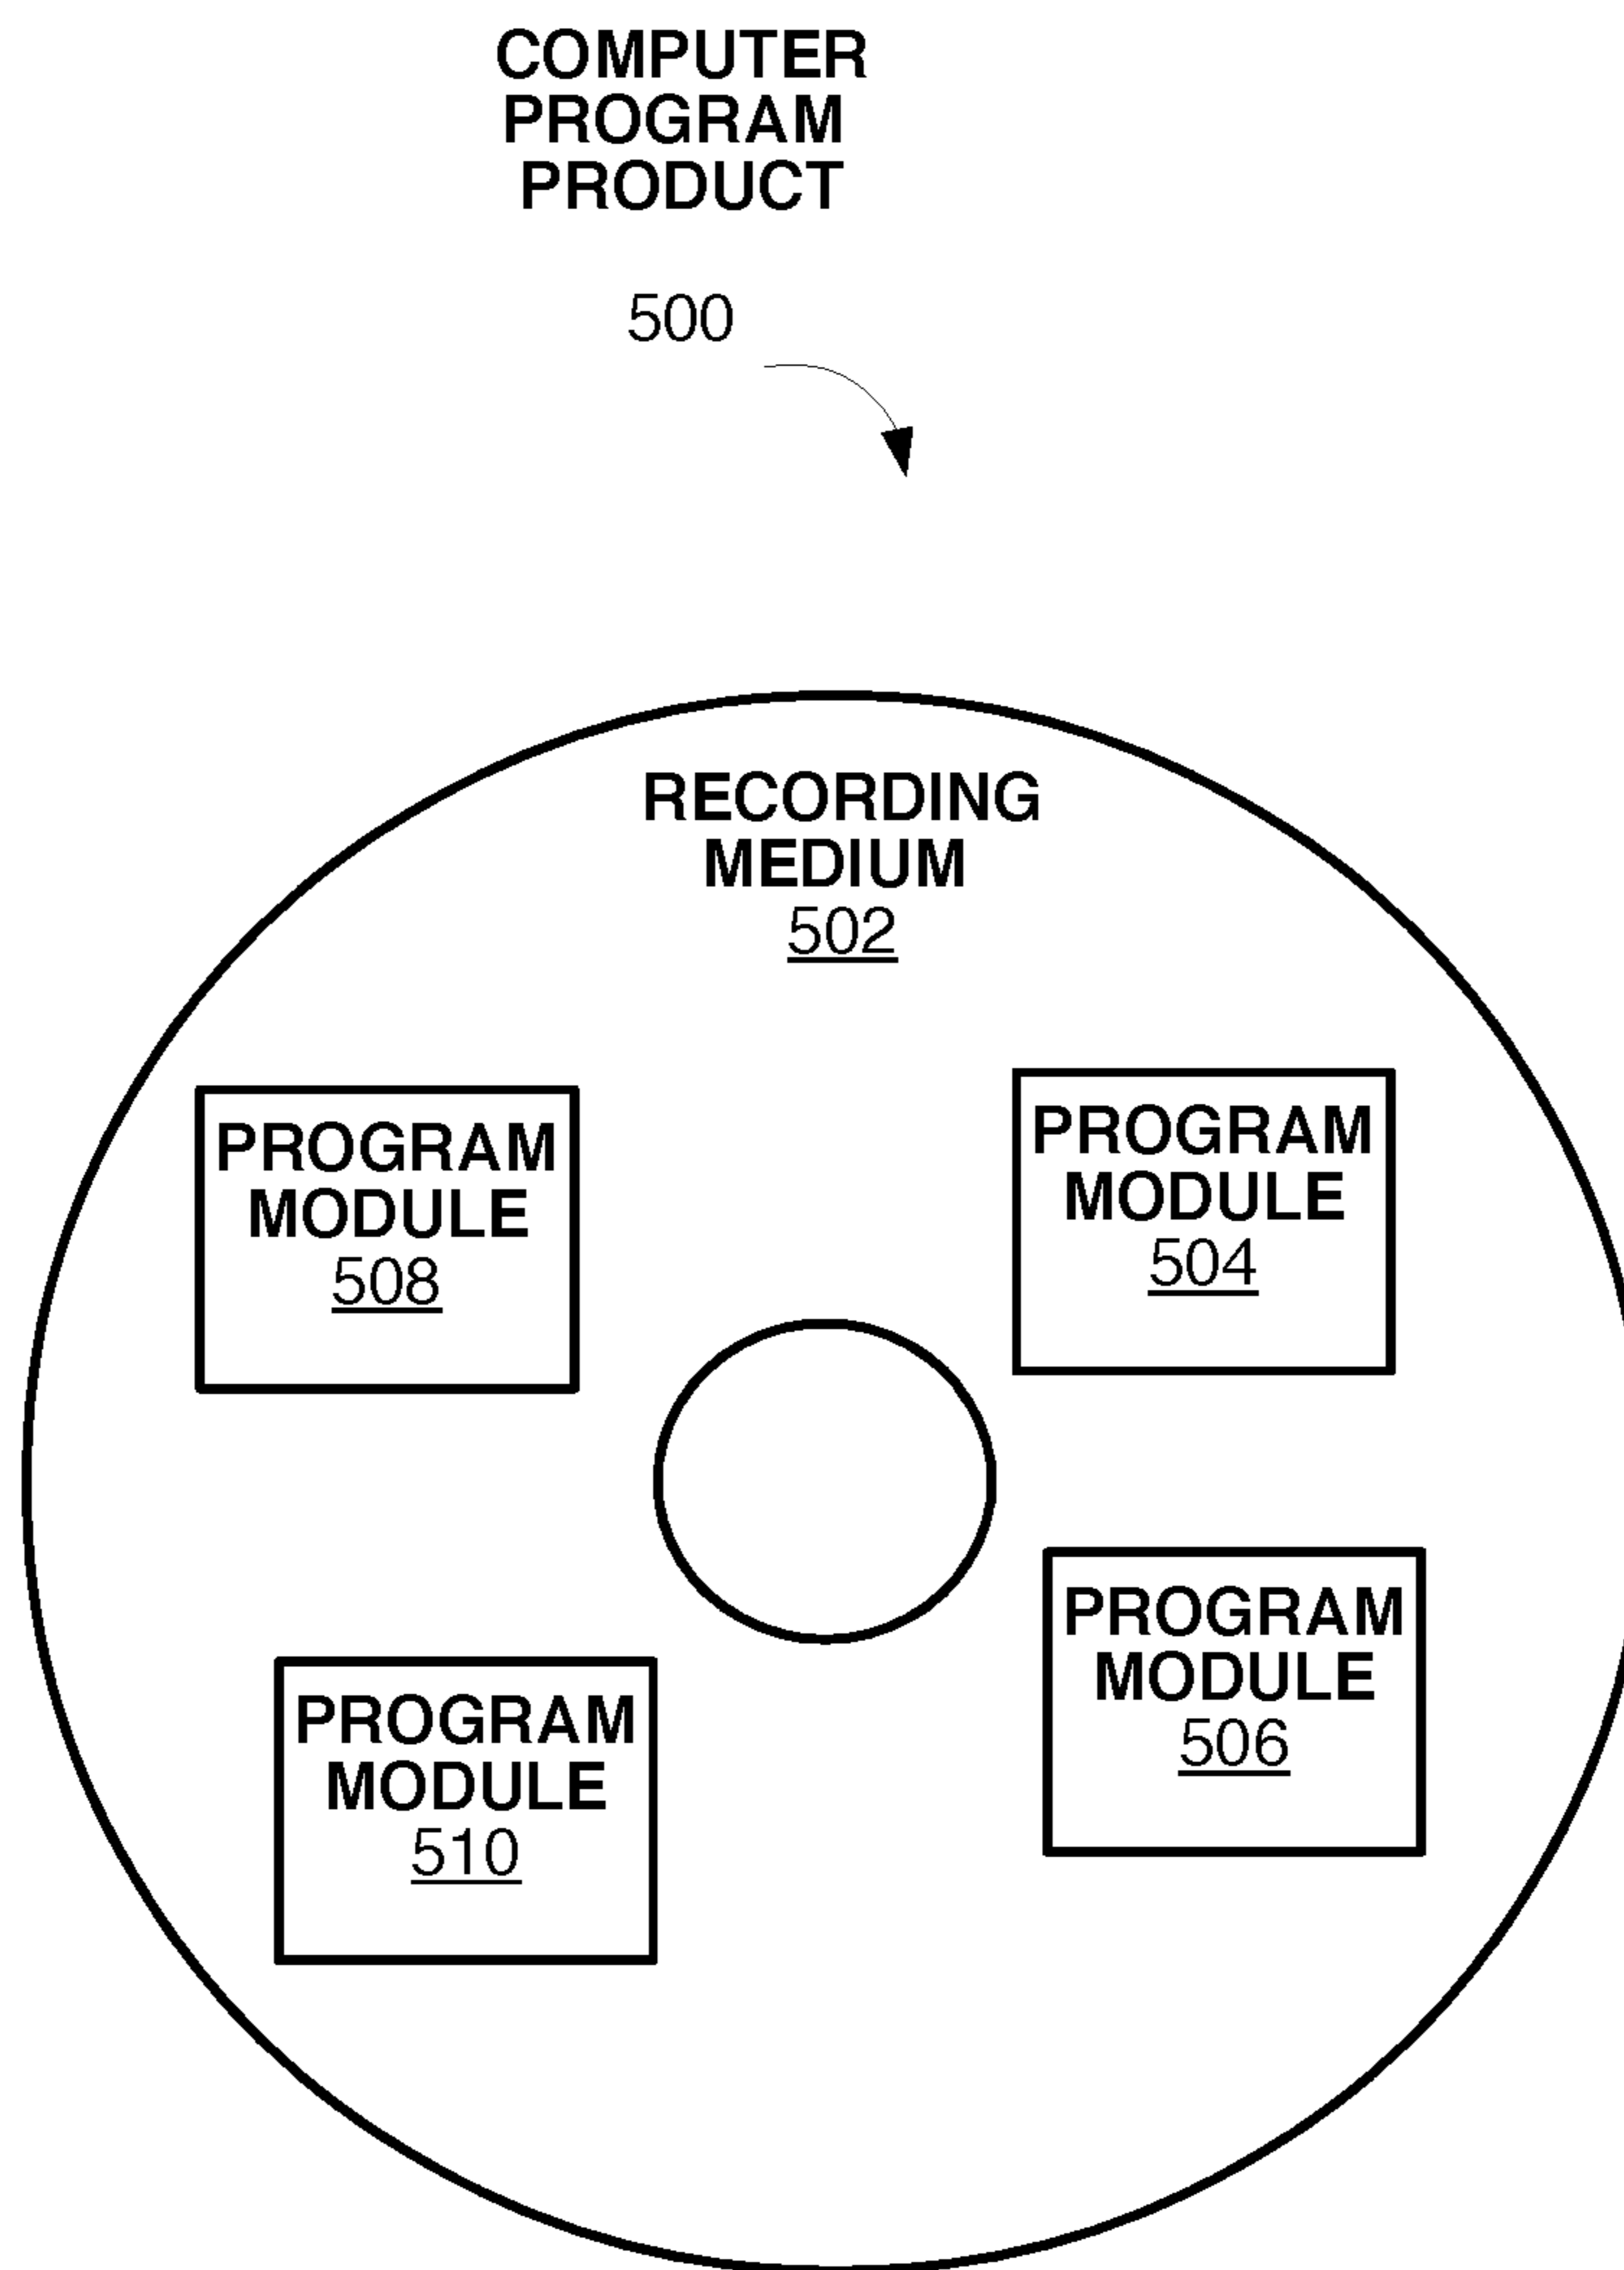 COMPUTER
PROGRAM
PRODUCT
500
RECORDING
MEDIUM
502
PROGRAM
MODULE
508
PROGRAM
MODULE
504
PROGRAM
MODULE
510
PROGRAM
MODULE
506